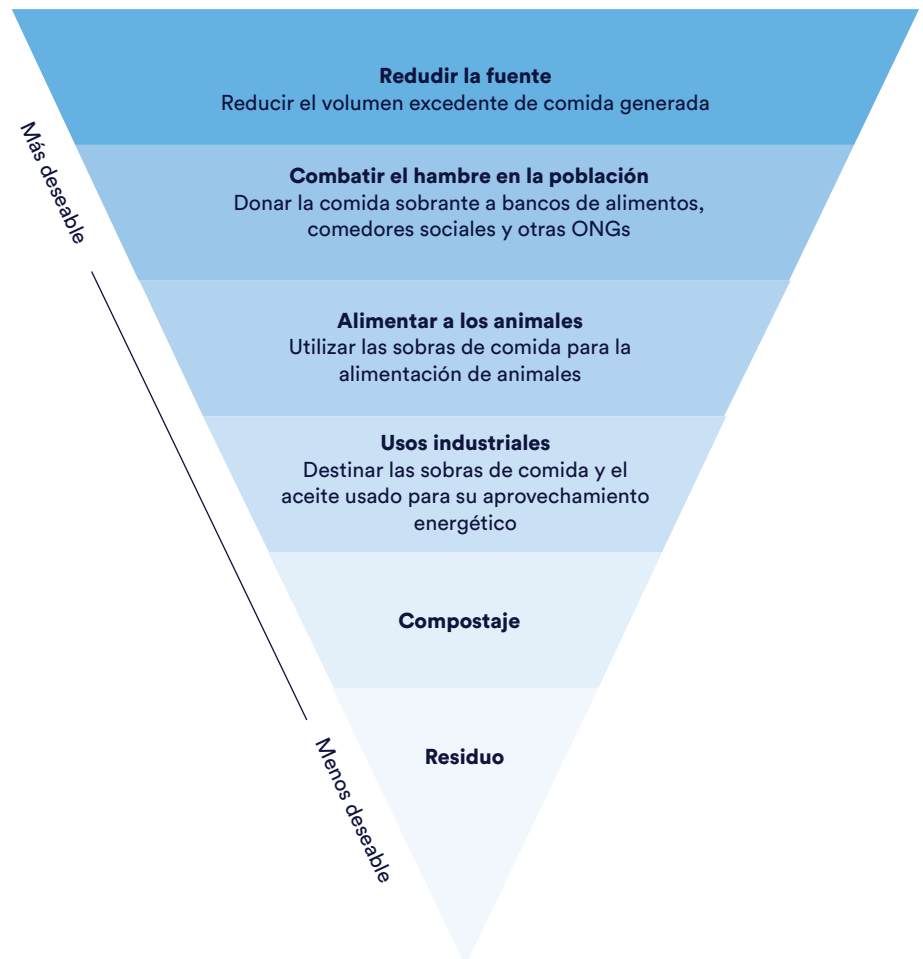 Redudir la fuente
Reducir el volumen excedente de comida generada
Más deseable
Combatir el hambre en la población
Donar la comida sobrante a bancos de alimentos,
comedores sociales y otras ONGs
Alimentar a los animales
Utilizar las sobras de comida para la
alimentación de animales
Usos industriales
Destinar las sobras de comida y el
aceite usado para su aprovechamiento
energético
Compostaje
Residuo
Menos deseable